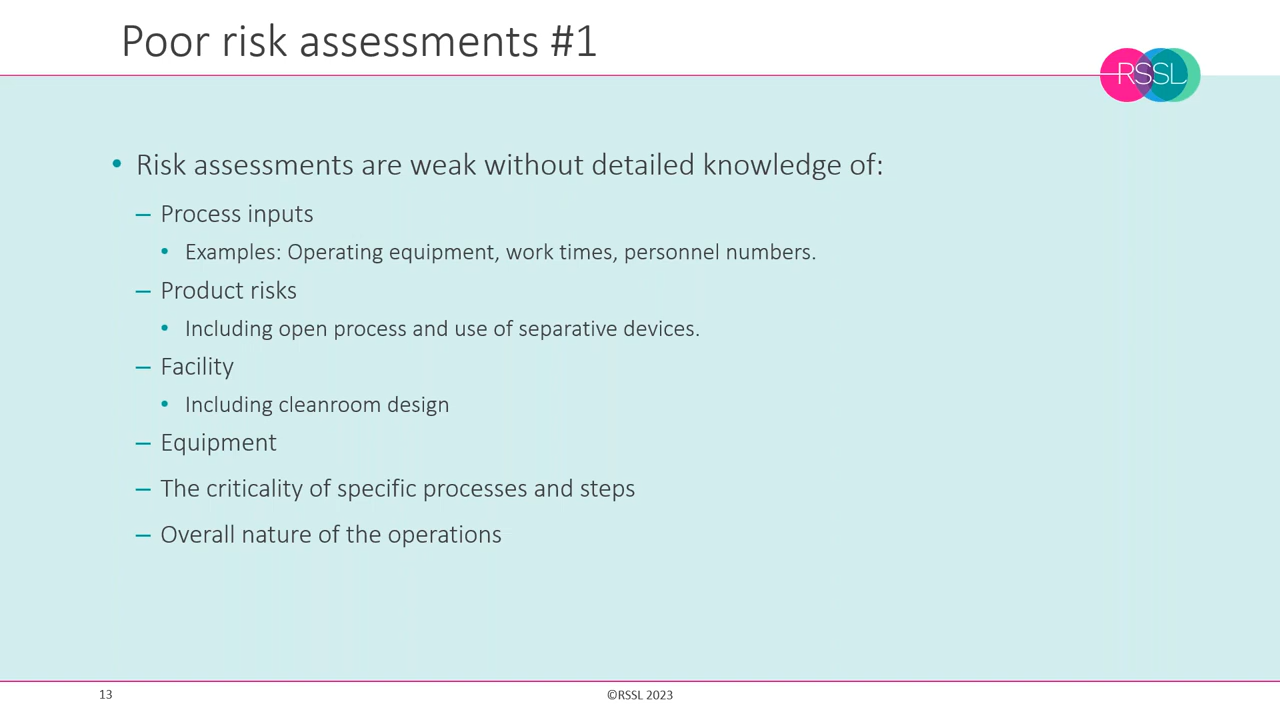 Poor risk assessments #1
RSSL
• Risk assessments are weak without detailed knowledge of:
– Process inputs
• Examples: Operating equipment, work times, personnel numbers.
– Product risks
• Including open process and use of separative devices.
– Facility
• Including cleanroom design
– Equipment
– The criticality of specific processes and steps
– Overall nature of the operations
13
©RSSL 2023